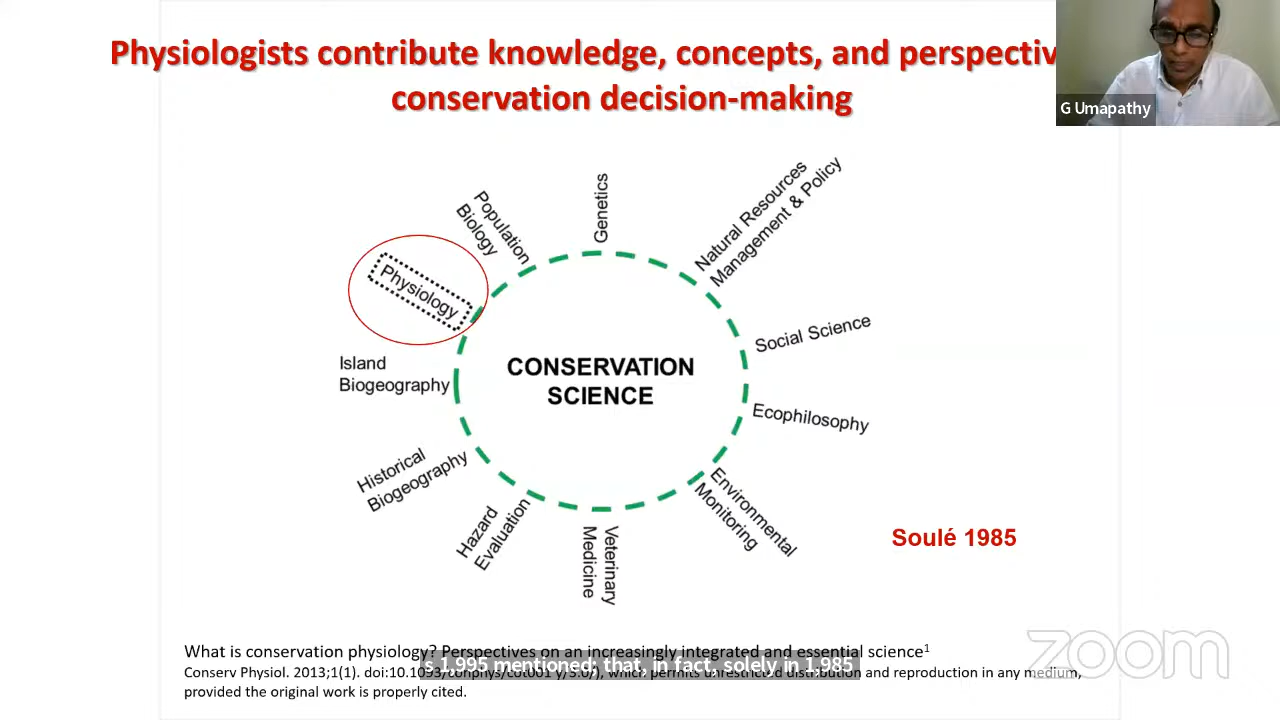 Physiologists contribute knowledge, concepts, and perspectiv
conservation decision-making
G Umapathy
Genetics
Population
Biology
Natural Resources
Management & Policy
Physiology
Social Science
Island
Biogeography
CONSERVATION
SCIENCE
Ecophilosophy
Historical
Biogeography
Hazard
Evaluation
Veterinary
Medicine
Environmental
Monitoring
Soulé 1985
zoom
What is conservation physiology? Perspectives on an increasingly integrated and essential science1
s 1,995 mentioned; that, in fact, solely in 1,985
Conserv Physiol. 2013;1(1). which permits unrestricted distribution and reproduction in any medium,
provided the original work is properly cited.